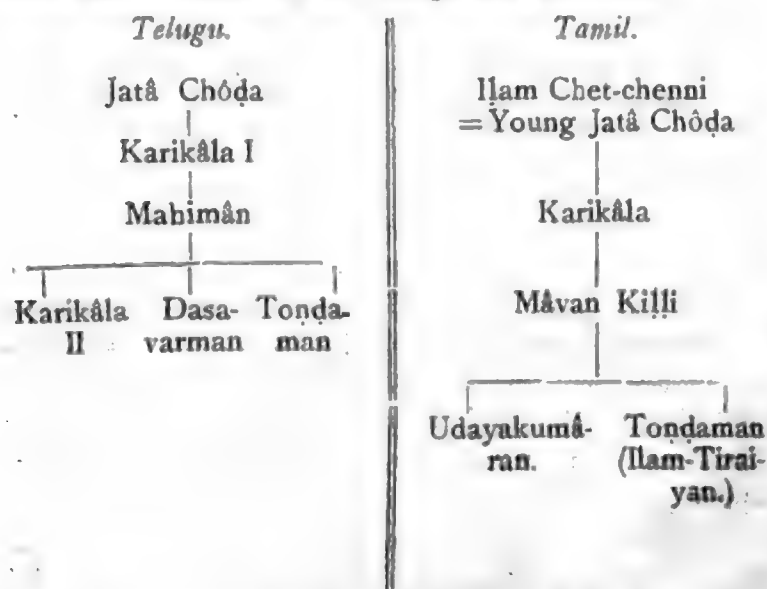 Telugu.
Jatâ Chôḍa
Karikâla I
Mahimân
Karikâla Dasa- Toṇḍa-
II varman man
Tamil.
Iḷam Chet-chenni
= Young Jatâ Chôḍa
Karikâla
Mâvan Kiḷḷi
Udayakumâ- Toṇḍaman
ran. (Ilam-Tirai-
yan.)